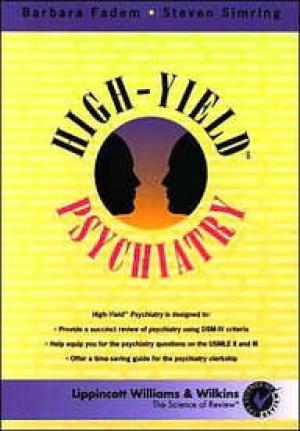 Barbara Fadem • Steven Simring
HIGH-YIELD®
PSYCHIATRY
High-Yield™ Psychiatry is designed to:
• Provide a succinct review of psychiatry using DSM-IV criteria
• Help equip you for the psychiatry questions on the USMLE II and III
• Offer a time-saving guide for the psychiatry clerkship
Lippincott Williams & Wilkins
The Science of Review™
REVIEW